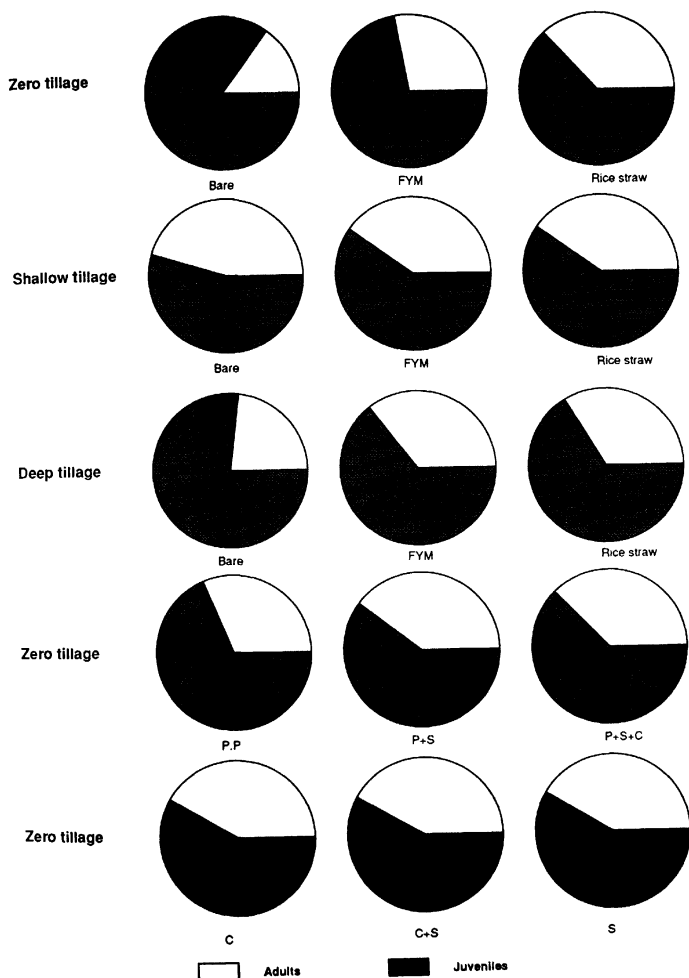 Zero tillage
Bare
FYM
Rice straw
Shallow tillage
Bare
FYM
Rice straw
Deep tillage
Bare
FYM
Rice straw
Zero tillage
P.P
P+S
P+S+C
Zero tillage
C
C+S
S
Adults
Juveniles